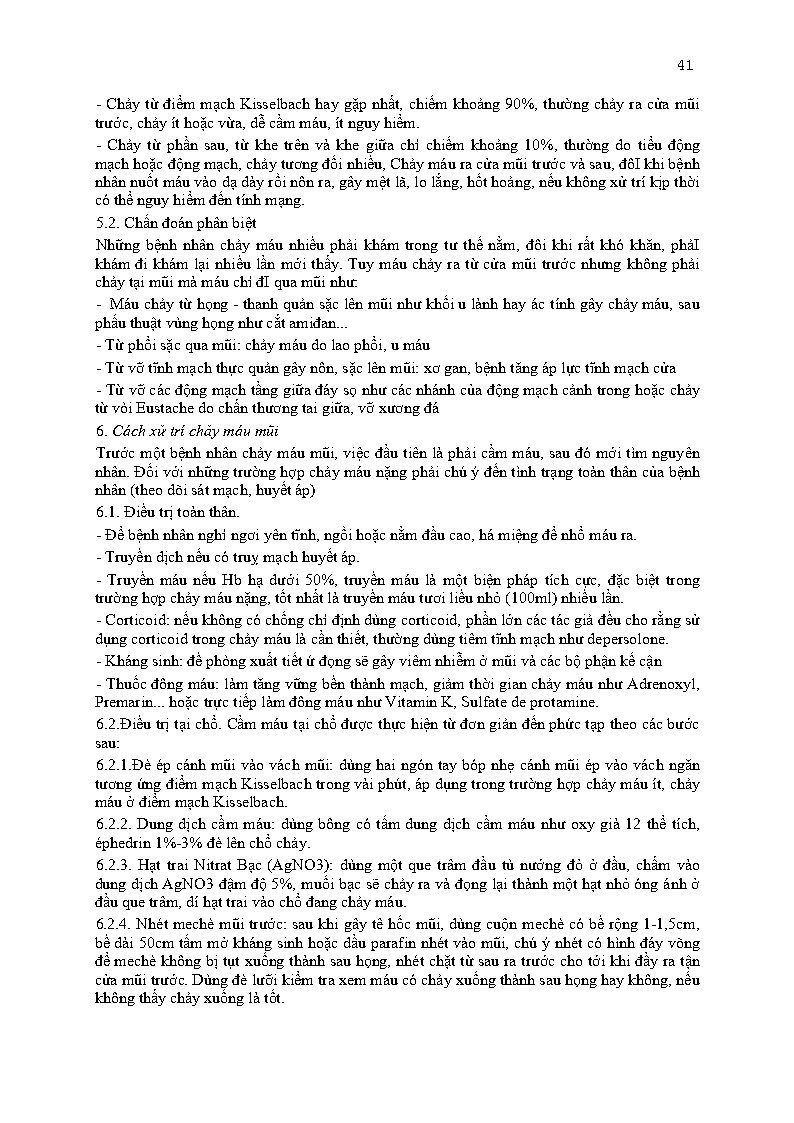 41
- Chảy từ điểm mạch Kisselbach hay gặp nhất, chiếm khoảng 90%, thường chảy ra cửa mũi
trước, chảy ít hoặc vừa, dễ cầm máu, ít nguy hiểm.
- Chảy từ phần sau, từ khe trên và khe giữa chỉ chiếm khoảng 10%, thường do tiểu động
mạch hoặc động mạch, chảy tương đối nhiều, Chảy máu ra cửa mũi trước và sau, đôI khi bệnh
nhân nuốt máu vào dạ dày rồi nôn ra, gây mệt lã, lo lắng, hốt hoảng, nếu không xử trí kịp thời
có thể nguy hiểm đến tính mạng.
5.2. Chẩn đoán phân biệt
Những bệnh nhân chảy máu nhiều phải khám trong tư thế nằm, đôi khi rất khó khăn, phảI
khám đi khám lại nhiều lần mới thấy. Tuy máu chảy ra từ cửa mũi trước nhưng không phải
chảy tại mũi mà máu chỉ đI qua mũi như:
- Máu chảy từ họng - thanh quản sặc lên mũi như khối u lành hay ác tính gây chảy máu, sau
phẩu thuật vùng họng như cắt amiđan...
- Từ phổi sặc qua mũi: chảy máu do lao phổi, u máu
- Từ vỡ tĩnh mạch thực quản gây nôn, sặc lên mũi: xơ gan, bệnh tăng áp lực tĩnh mạch cửa
- Từ vỡ các động mạch tầng giữa đáy sọ như các nhánh của động mạch cảnh trong hoặc chảy
từ vòi Eustache do chấn thương tai giữa, vỡ xương đá
6. Cách xử trí chảy máu mũi
Trước một bệnh nhân chảy máu mũi, việc đầu tiên là phải cầm máu, sau đó mới tìm nguyên
nhân. Đối với những trường hợp chảy máu nặng phải chú ý đến tình trạng toàn thân của bệnh
nhân (theo dõi sát mạch, huyết áp)
6.1. Điều trị toàn thân.
- Để bệnh nhân nghỉ ngơi yên tĩnh, ngồi hoặc nằm đầu cao, há miệng để nhổ máu ra.
- Truyền dịch nếu có truỵ mạch huyết áp.
- Truyền máu nếu Hb hạ dưới 50%, truyền máu là một biện pháp tích cực, đặc biệt trong
trường hợp chảy máu nặng, tốt nhất là truyền máu tươi liều nhỏ (100ml) nhiều lần.
- Corticoid: nếu không có chống chỉ định dùng corticoid, phần lớn các tác giả đều cho rằng sử
dụng corticoid trong chảy máu là cần thiết, thường dùng tiêm tĩnh mạch như depersolone.
- Kháng sinh: đề phòng xuất tiết ứ đọng sẽ gây viêm nhiễm ở mũi và các bộ phận kế cận
- Thuốc đông máu: làm tăng vững bền thành mạch, giảm thời gian chảy máu như Adrenoxyl,
Premarin... hoặc trực tiếp làm đông máu như Vitamin K, Sulfate de protamine.
6.2.Điều trị tại chổ. Cầm máu tại chổ được thực hiện từ đơn giản đến phức tạp theo các bước
sau:
6.2.1.Đè ép cánh mũi vào vách mũi: dùng hai ngón tay bóp nhẹ cánh mũi ép vào vách ngăn
tương ứng điểm mạch Kisselbach trong vài phút, áp dụng trong trường hợp chảy máu ít, chảy
máu ở điểm mạch Kisselbach.
6.2.2. Dung dịch cầm máu: dùng bông có tẩm dung dịch cầm máu như oxy già 12 thể tích,
éphedrin 1%-3% đè lên chổ chảy.
6.2.3. Hạt trai Nitrat Bạc (AgNO3): dùng một que trâm đầu tù nướng đỏ ở đầu, chấm vào
dung dịch AgNO3 đậm độ 5%, muối bạc sẽ chảy ra và đọng lại thành một hạt nhỏ óng ánh ở
đầu que trâm, dí hạt trai vào chổ đang chảy máu.
6.2.4. Nhét mechè mũi trước: sau khi gây tê hốc mũi, dùng cuộn mechè có bề rộng 1-1,5cm,
bề dài 50cm tẩm mở kháng sinh hoặc dầu parafin nhét vào mũi, chú ý nhét có hình đáy võng
để mechè không bị tụt xuống thành sau họng, nhét chặt từ sau ra trước cho tới khi đầy ra tận
cửa mũi trước. Dùng đè lưỡi kiểm tra xem máu có chảy xuống thành sau họng hay không, nếu
không thấy chảy xuống là tốt.